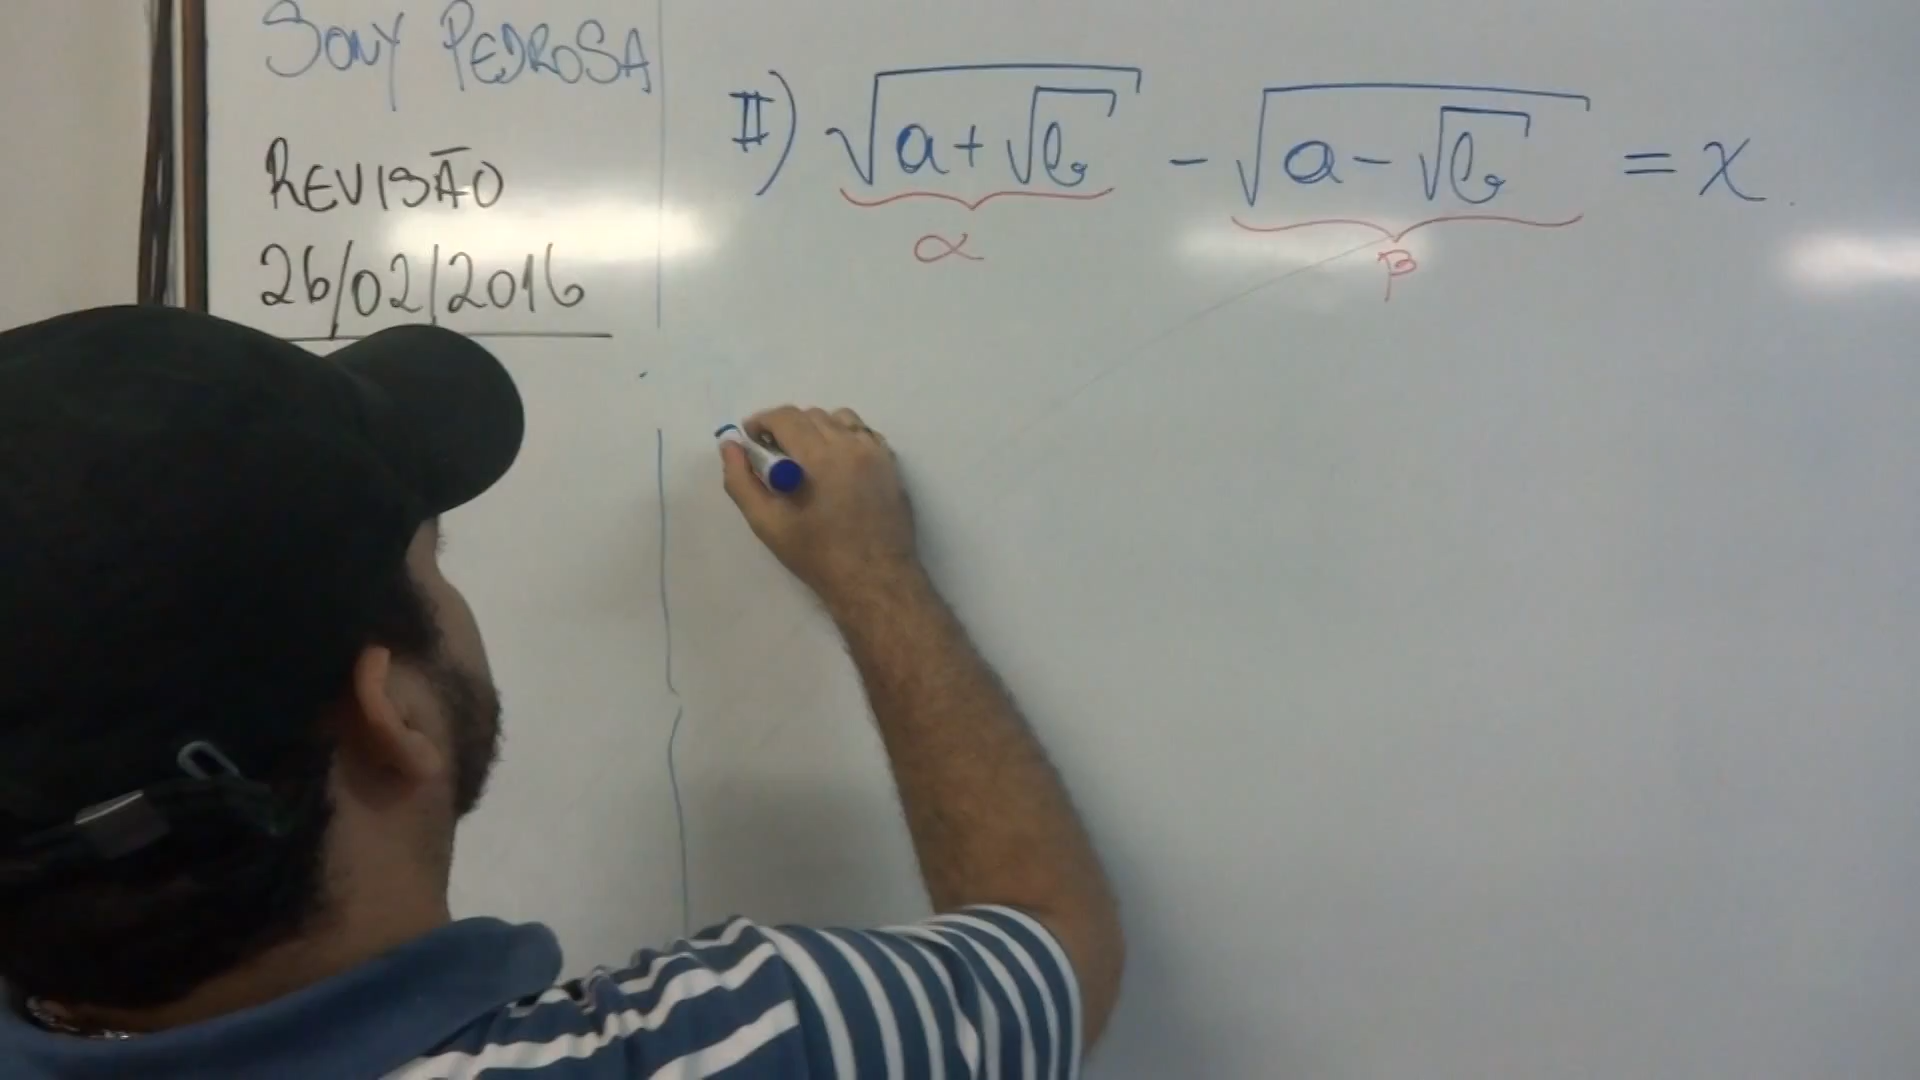 SONY PEDROSA
REVISÃO
26/02/2016
II) √(a+√b) - √(a-√b) = x
α
β